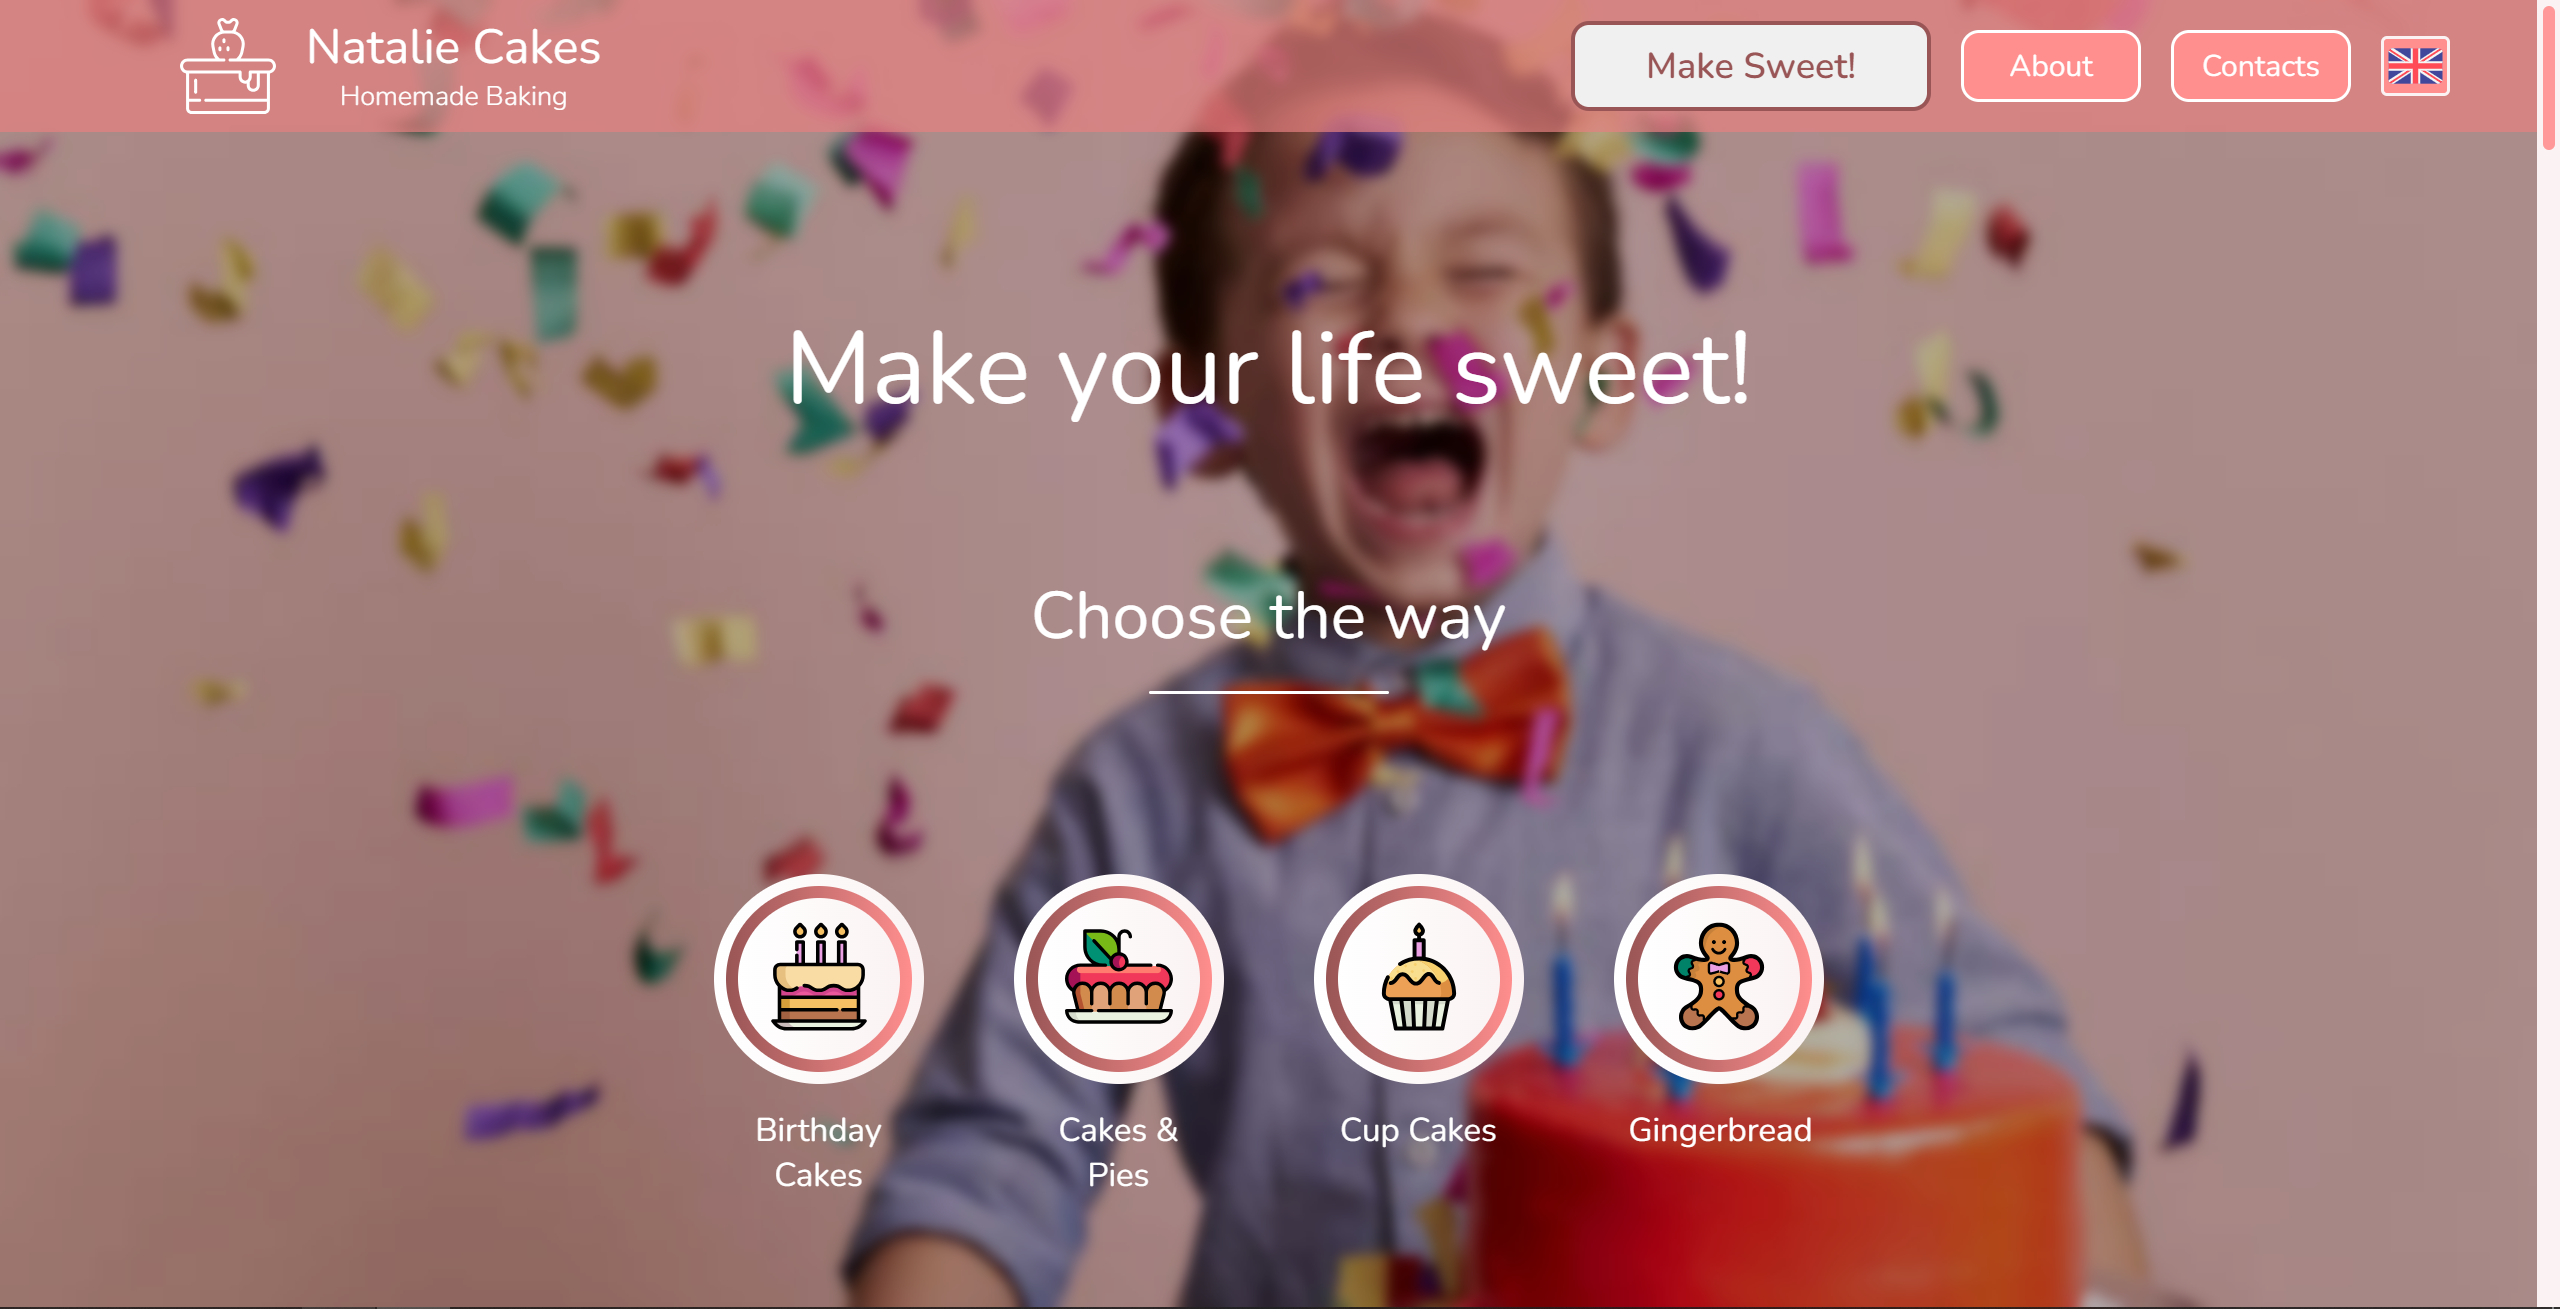 Natalie Cakes
Homemade Baking
Make Sweet!
About
Contacts
Make your life sweet!
Choose the way
Birthday
Cakes
Cakes &
Pies
Cup Cakes
Gingerbread